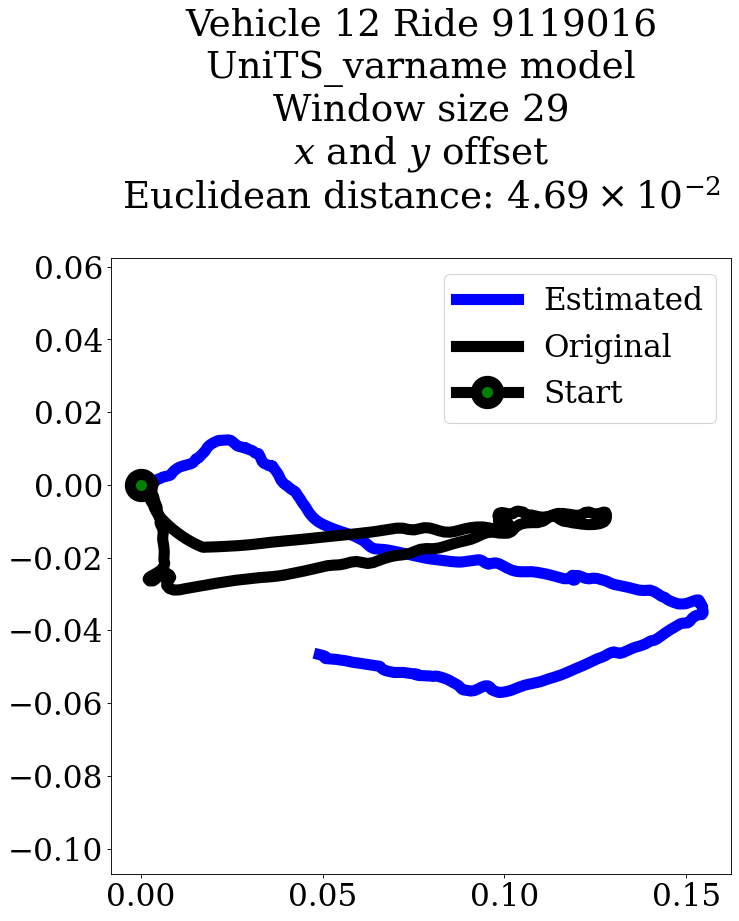 Vehicle 12 Ride 9119016
UniTS_varname model
Window size 29
x and y offset
Euclidean distance: 4.69 × 10⁻²
Estimated
Original
Start
0.06
0.04
0.02
0.00
−0.02
−0.04
−0.06
−0.08
−0.10
0.00 0.05 0.10 0.15